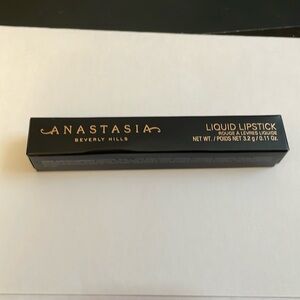 ANASTASIA
BEVERLY HILLS
LIQUID LIPSTICK
ROUGE À LÈVRES LIQUIDE
NET WT. / POIDS NET 3.2 g / 0.11 Oz.